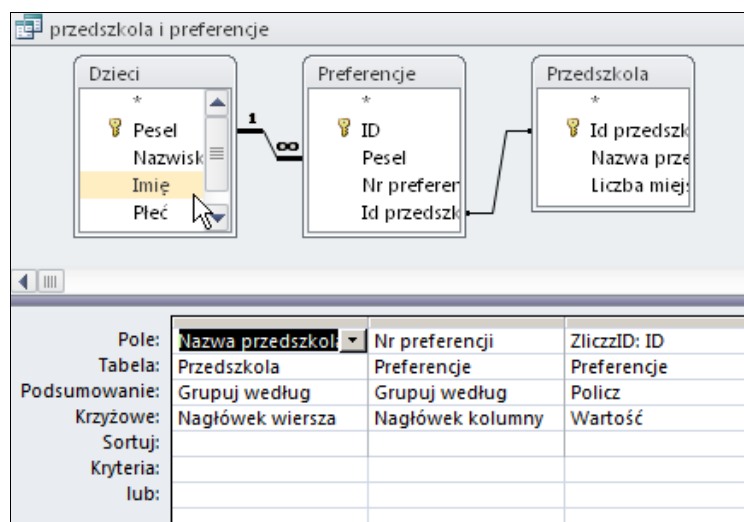 przedszkola i preferencje
Dzieci
*
Pesel
Nazwisk
Imię
Płeć
1
∞
Preferencje
*
ID
Pesel
Nr preferen
Id przedszk
Przedszkola
*
Id przedszk
Nazwa prze
Liczba miejs
Pole: Nazwa przedszkol Nr preferencji ZliczzID: ID
Tabela: Przedszkola Preferencje Preferencje
Podsumowanie: Grupuj według Grupuj według Policz
Krzyżowe: Nagłówek wiersza Nagłówek kolumny Wartość
Sortuj:
Kryteria:
lub: